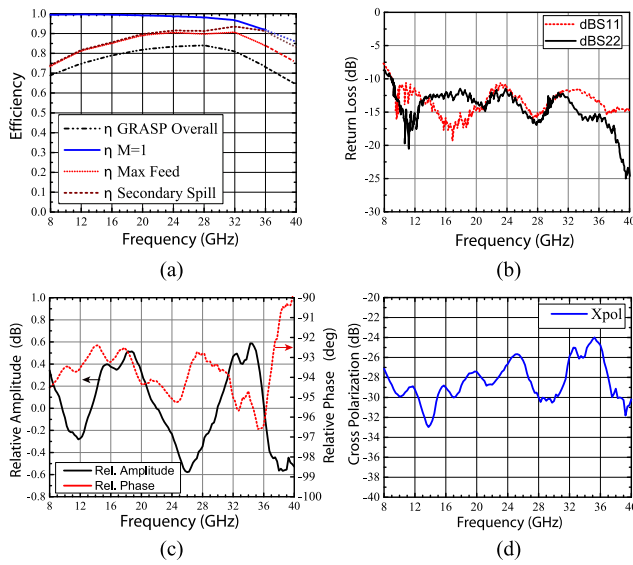 (a)
1.0
0.9
0.8
0.7
0.6
0.5
0.4
0.3
0.2
0.1
0.0
Efficiency
η GRASP Overall
η M=1
η Max Feed
η Secondary Spill
8 12 16 20 24 28 32 36 40
Frequency (GHz)
(a)
0
-5
-10
-15
-20
-25
-30
Return Loss (dB)
dBS11
dBS22
8 12 16 20 24 28 32 36 40
Frequency (GHz)
(b)
1.0
0.8
0.6
0.4
0.2
0.0
-0.2
-0.4
-0.6
-0.8
Relative Amplitude (dB)
Rel. Amplitude
Rel. Phase
-90
-91
-92
-93
-94
-95
-96
-97
-98
-99
-100
Relative Phase (deg)
8 12 16 20 24 28 32 36 40
Frequency (GHz)
(c)
-20
-22
-24
-26
-28
-30
-32
-34
-36
-38
-40
Cross Polarization (dB)
Xpol
8 12 16 20 24 28 32 36 40
Frequency (GHz)
(d)